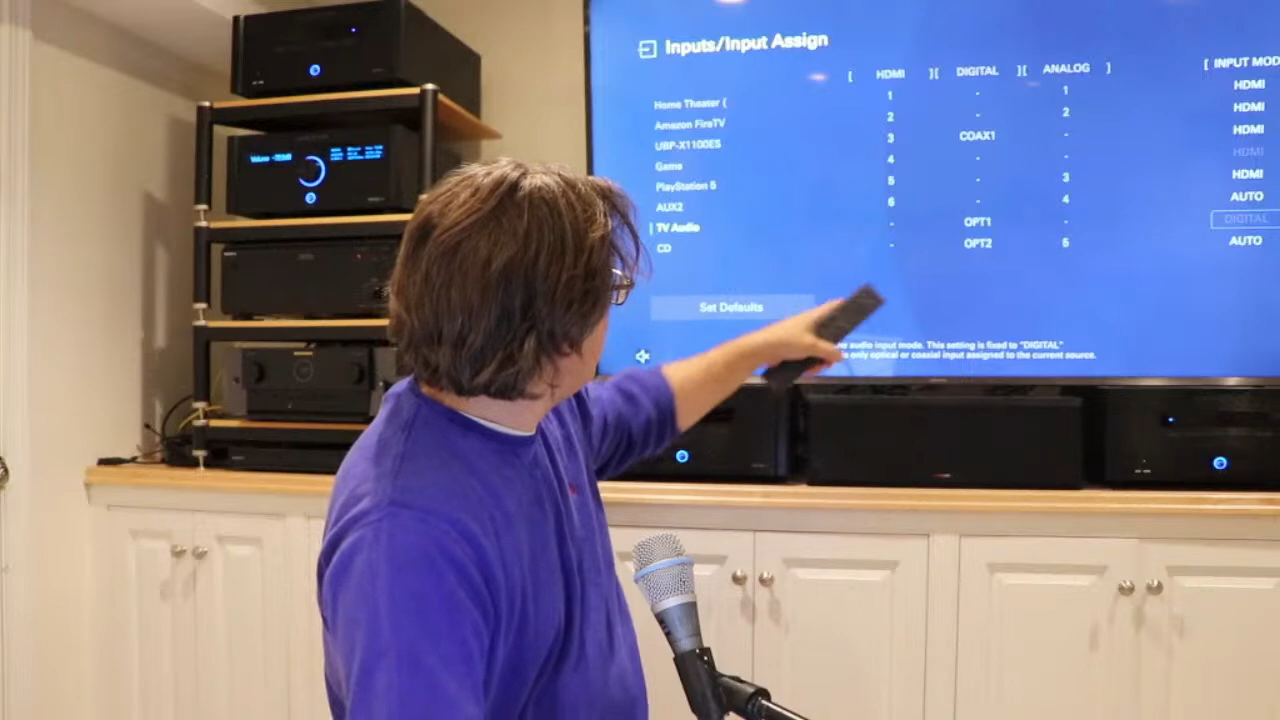 Inputs/Input Assign
[ HDMI ][ DIGITAL ][ ANALOG ] [ INPUT MOD
Home Theater ( 1 - 1 HDMI
Amazon FireTV 2 - 2 HDMI
UBP-X1100ES 3 COAX1 - HDMI
Game 4 - - HDMI
PlayStation 5 5 - 3 HDMI
AUX2 6 - 4 AUTO
TV Audio - OPT1 - DIGITAL
CD - OPT2 5 AUTO
Set Defaults
audio input mode. This setting is fixed to "DIGITAL"
is only optical or coaxial input assigned to the current source.